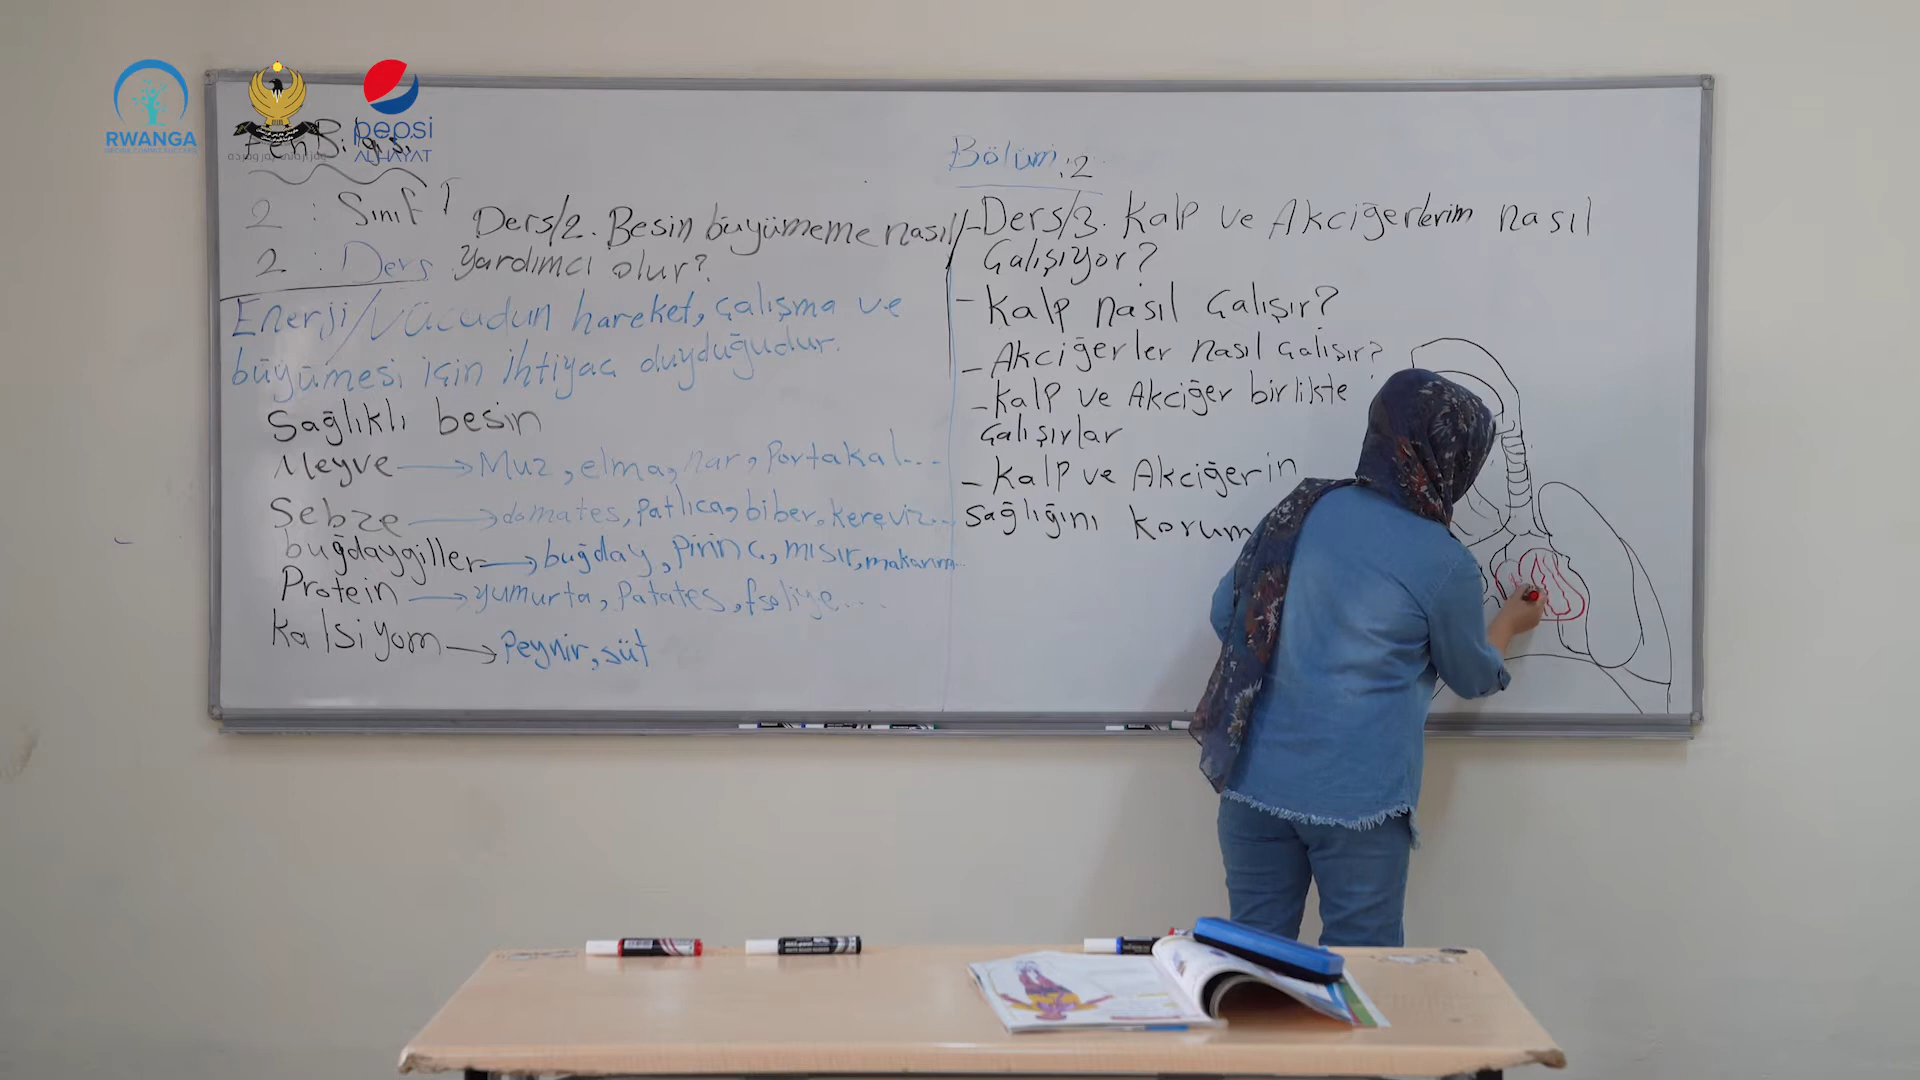 RWANGA
pepsi
ALHAYAT
Fen Bilgisi
2 : Sınıf
2 : Ders
Ders/2. Besin büyümeme nasıl
Yardımcı olur?
Enerji/Vücudun hareket, çalışma ve
büyümesi için ihtiyaç duyduğudur.
Sağlıklı besin
Meyve → Muz, elma, nar, Portakal...
Sebze → domates, Patlıca, biber, kereviz...
buğdaygiller → buğday, pirinç, mısır, makarna...
Protein → yumurta, Patates, fsoliye...
Kalsiyom → Peynir, süt
Bölüm:2
- Ders/3. Kalp ve Akciğerlerim nasıl
Çalışıyor?
- Kalp nasıl Çalışır?
- Akciğerler nasıl Çalışır?
- Kalp ve Akciğer birlikte
Çalışırlar
- Kalp ve Akciğerin
Sağlığını korum